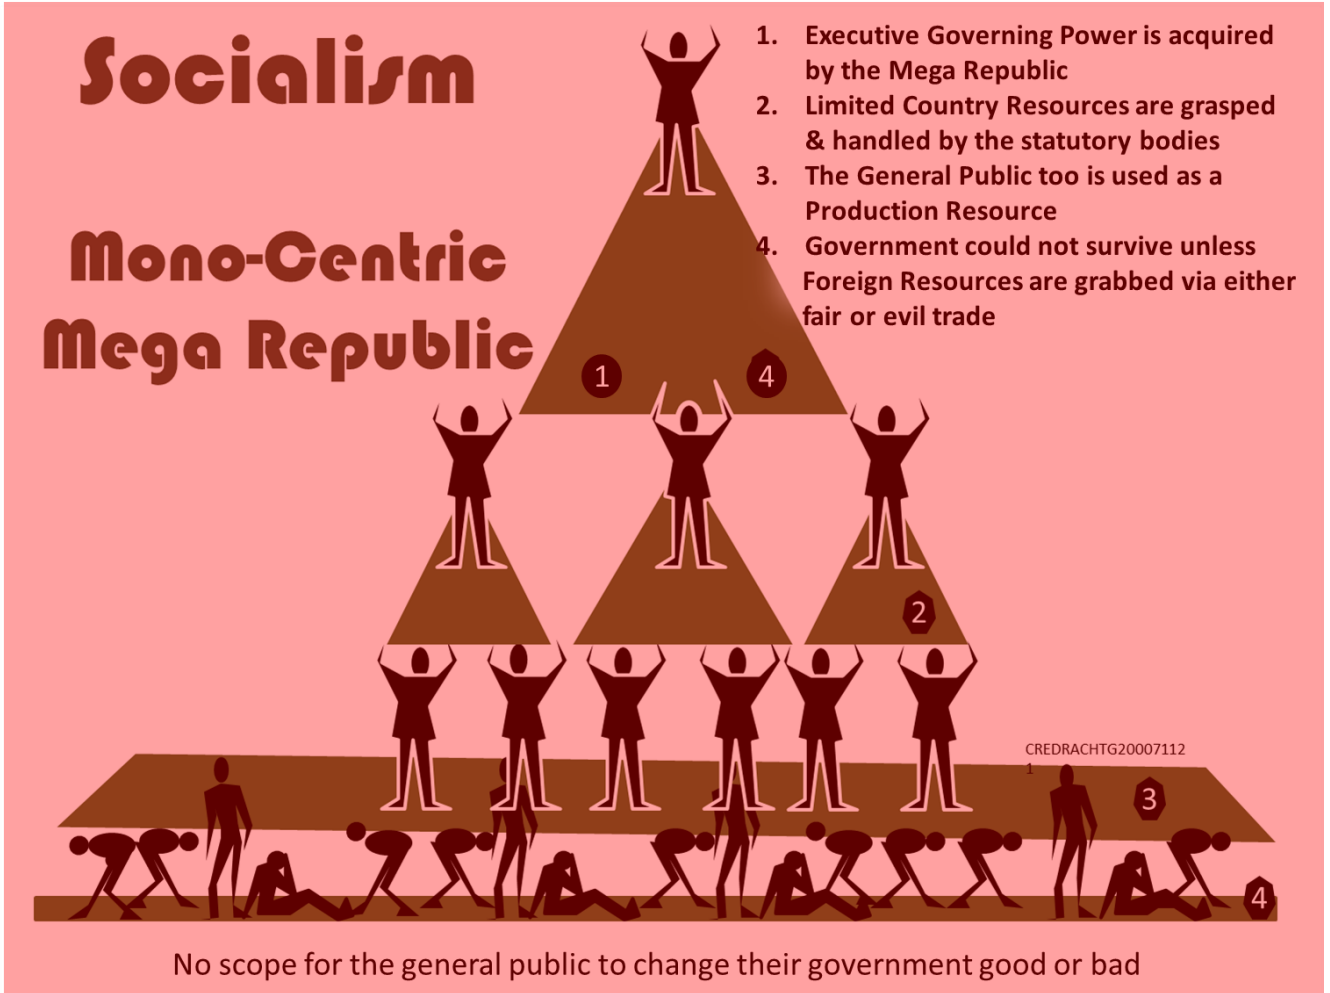 Socialism
Mono-Centric
Mega Republic
1. Executive Governing Power is acquired
by the Mega Republic
2. Limited Country Resources are grasped
& handled by the statutory bodies
3. The General Public too is used as a
Production Resource
4. Government could not survive unless
Foreign Resources are grabbed via either
fair or evil trade
1
4
2
CREDRACHTG20007112
1
3
4
No scope for the general public to change their government good or bad